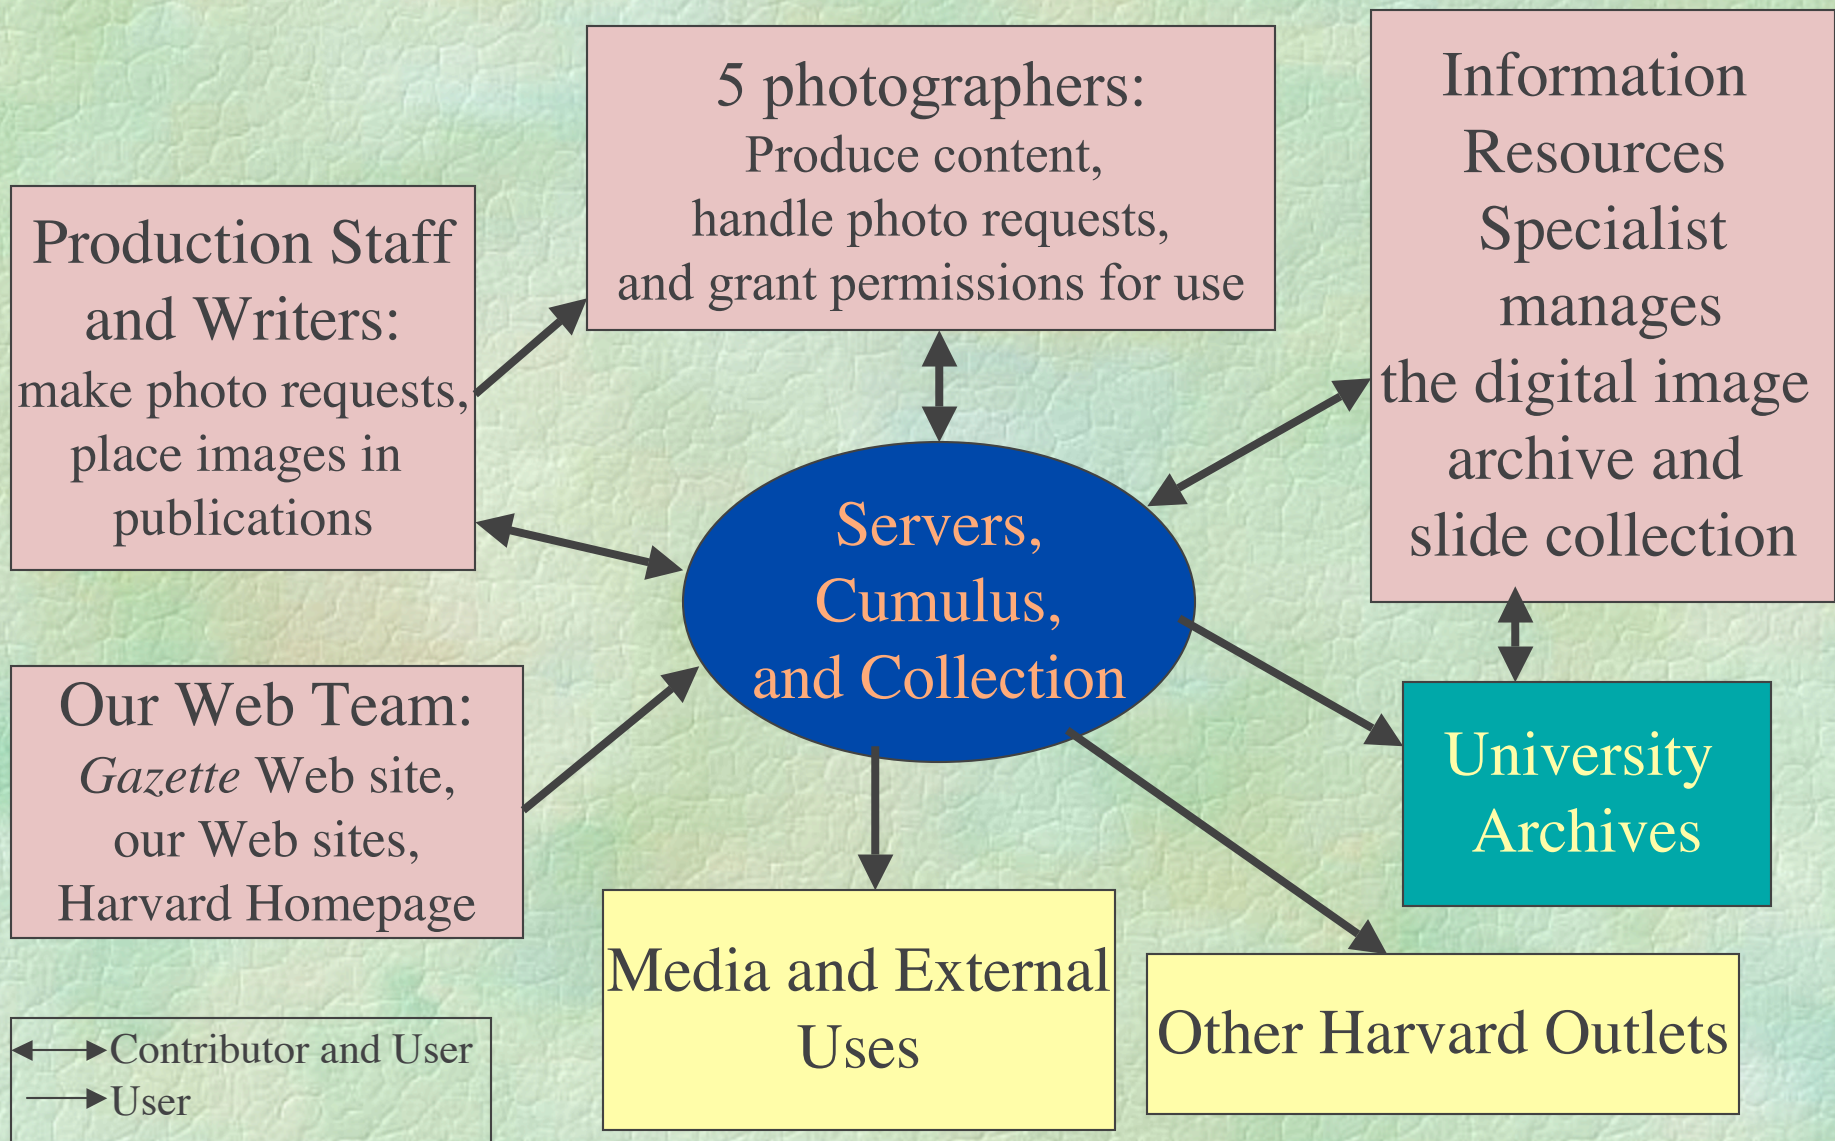 5 photographers:
Produce content,
handle photo requests,
and grant permissions for use
Information
Resources
Specialist
manages
the digital image
archive and
slide collection
Production Staff
and Writers:
make photo requests,
place images in
publications
Servers,
Cumulus,
and Collection
Our Web Team:
Gazette Web site,
our Web sites,
Harvard Homepage
University
Archives
Media and External
Uses
Other Harvard Outlets
Contributor and User
User